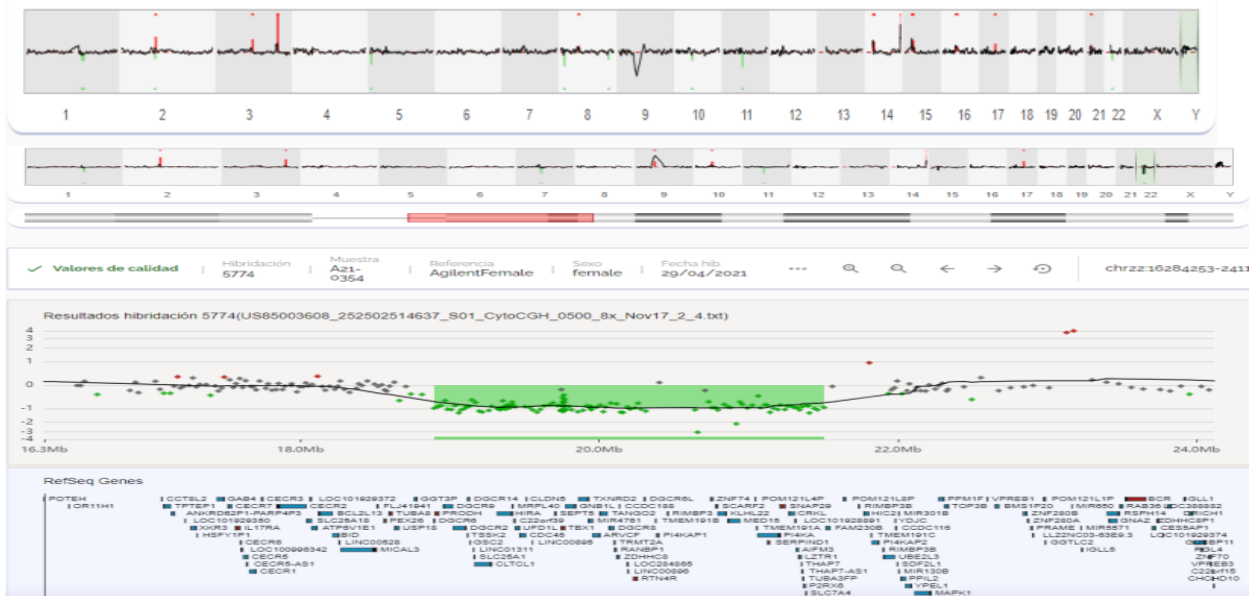 1 2 3 4 5 6 7 8 9 10 11 12 13 14 15 16 17 18 19 20 21 22 X Y
1 2 3 4 5 6 7 8 9 10 11 12 13 14 15 16 17 18 19 20 21 22 X Y
Valores de calidad
Hibridación
5774
Muestra
A21-
0354
Referencia
AgilentFemale
Sexo
female
Fecha hib.
29/04/2021
chr22:16284253-2411
Resultados hibridación 5774(US85003608_252502514637_S01_CytoCGH_0500_8x_Nov17_2_4.txt)
4
3
2
1
0
-1
-2
-3
-4
16.3Mb 18.0Mb 20.0Mb 22.0Mb 24.0Mb
RefSeq Genes
POTEH CCT8L2 GAB4 CECR3 LOC101929372 GGT3P DGCR14 CLDN5 TXNRD2 DGCR6L ZNF74 POM121L4P POM121L8P PPM1F VPREB1 POM121L1P BCR IGLL1
OR11H1 TPTEP1 CECR7 CECR2 FLJ41941 DGCR9 MRPL40 GNB1L CCDC188 SCARF2 SNAP29 RIMBP3B TOP3B BMS1P20 MIR650 RAB36
XKR3 IL17RA SLC25A18 TUBA8 PRODH HIRA SEPT5 TANGO2 RIMBP3 KLHL22 CRKL HIC2 MIR301B ZNF280B PRAME RSPH14
ANKRD62P1-PARP4P3 BCL2L13 PEX26 DGCR6 C22orf39 MIR4761 TMEM191B MED15 LOC101928891 YDJC ZNF280A GNAZ
LOC101929350 ATP6V1E1 USP18 DGCR2 UFD1L TBX1 DGCR8 TMEM191A FAM230B CCDC116 LL22NC03-63E9.3 MIR5571 CES5AP1
HSFY1P1 BID TSSK2 CDC45 ARVCF PI4KAP1 PI4KA TMEM191C GGTLC2 LOC101929374
CECR6 LINC00528 GSC2 LINC00895 TRMT2A SERPIND1 PI4KAP2 IGLL5
LOC100996342 MICAL3 LINC01311 RANBP1 AIFM3 RIMBP3B
CECR5 SLC25A1 ZDHHC8 LZTR1 UBE2L3
CECR5-AS1 CLTCL1 LOC284865 THAP7 SDF2L1 VPREB3
CECR1 LINC00896 THAP7-AS1 MIR130B
RTN4R TUBA3FP PPIL2 CHCHD10
P2RX6 YPEL1
SLC7A4 MAPK1